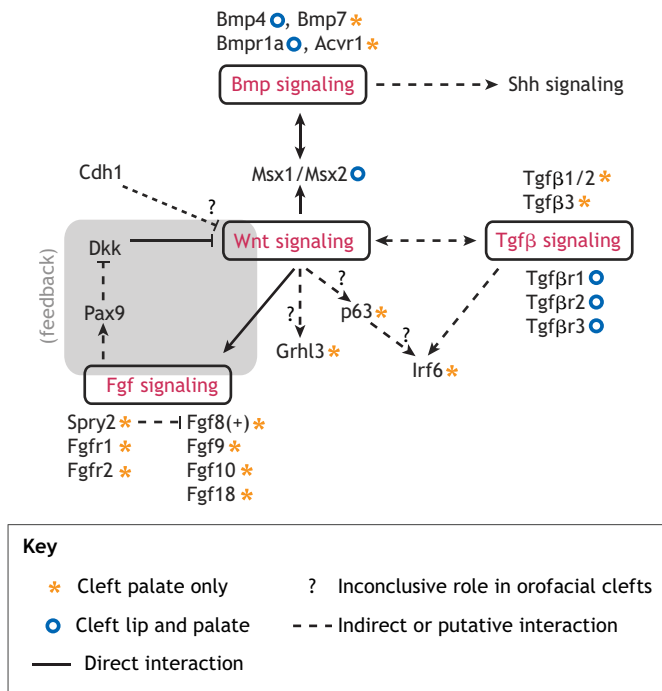 Bmp4, Bmp7 *
Bmpr1a, Acvr1 *
Bmp signaling
Shh signaling
Cdh1
Msx1/Msx2
?
Tgfβ1/2 *
Tgfβ3 *
Dkk
Wnt signaling
Tgfβ signaling
(feedback)
Pax9
?
?
p63 *
?
Grhl3 *
Irf6 *
Tgfβr1
Tgfβr2
Tgfβr3
Fgf signaling
Spry2 *
Fgf8(+) *
Fgfr1 *
Fgf9 *
Fgfr2 *
Fgf10 *
Fgf18 *
Key
* Cleft palate only
? Inconclusive role in orofacial clefts
Cleft lip and palate
Indirect or putative interaction
Direct interaction